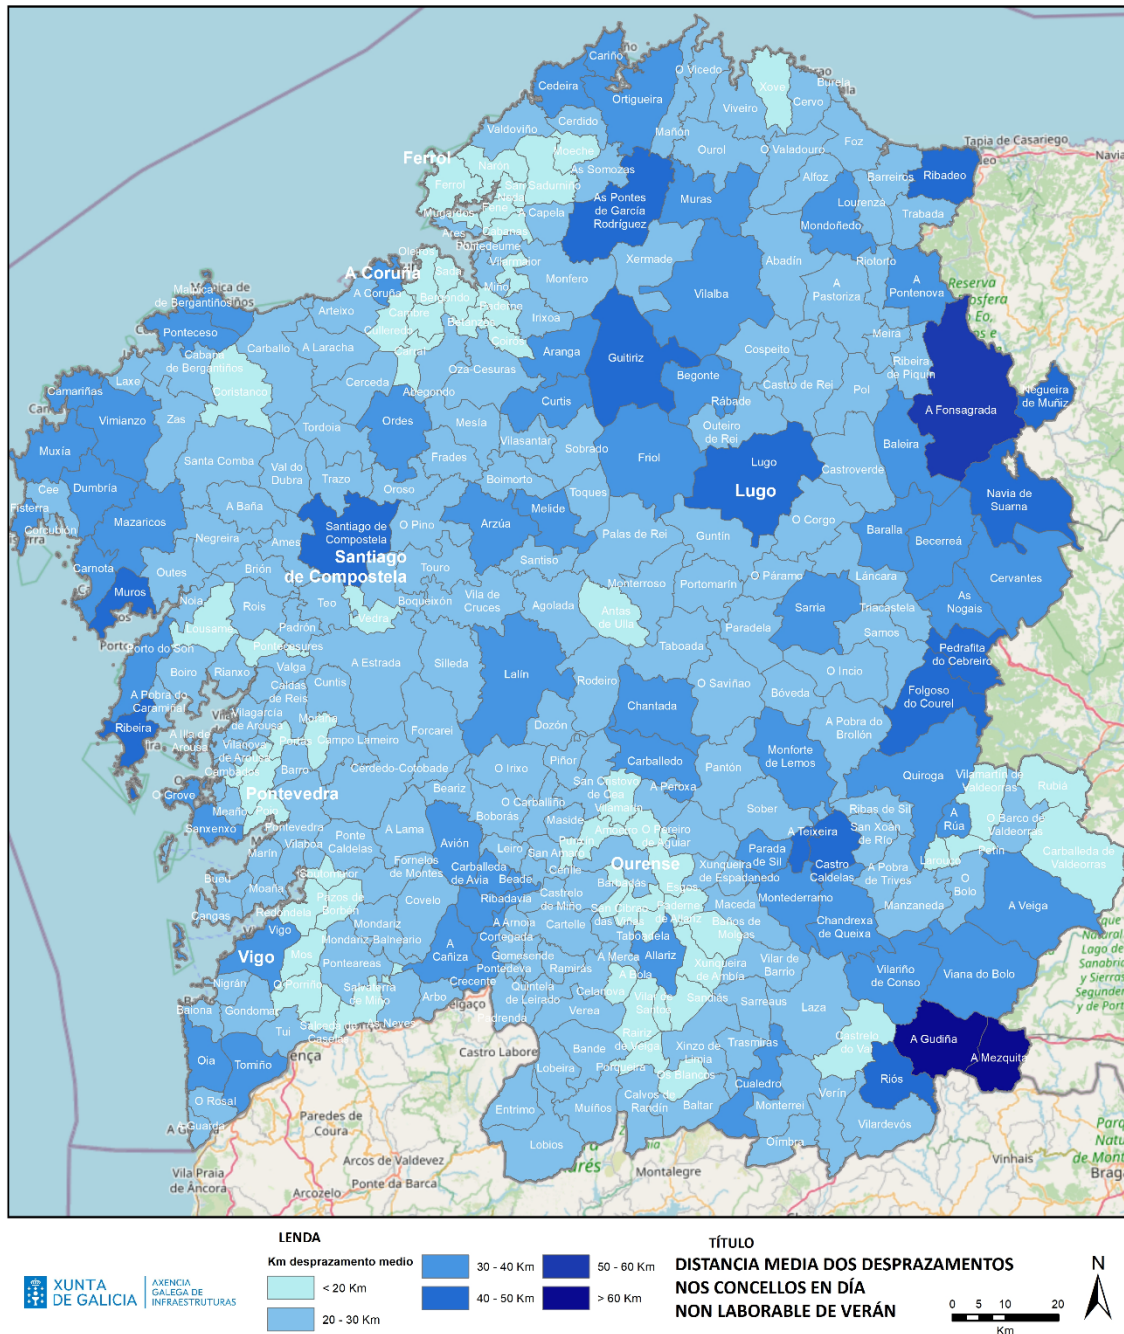 Cariño
Cedeira
Ortigueira
O Vicedo
Xove
Burela
Viveiro
Cervo
Cerdido
Valdoviño
Mañón
Ourol
O Valadouro
Foz
Tapia de Casariego
Navia
Ferrol
Narón
Moeche
As Somozas
Ferrol
San Sadurniño
Neda
Fene
Mugardos
A Capela
Cabanas
Ares
Pontedeume
As Pontes
de García
Rodríguez
Muras
Alfoz
Barreiros
Ribadeo
Lourenzá
Mondoñedo
Trabada
Oleiros
A Coruña
Sada
Vilarmaior
Monfero
Xermade
Abadín
Riotorto
A Coruña
Bergondo
Miño
Paderne
Irixoa
Vilalba
A
Pastoriza
A
Pontenova
Reserva
Malpica
de Bergantiños
Arteixo
Cambre
Culleredo
Betanzos
Coirós
Ponteceso
Cabana
de Bergantiños
Carballo
A Laracha
Carral
Aranga
Guitiriz
Cospeito
Meira
Ribeira
de Piquín
Laxe
Coristanco
Cerceda
Abegondo
Oza-Cesuras
Begonte
Castro de Rei
Pol
Negueira
de Muñiz
Camariñas
Vimianzo
Zas
Curtis
Rábade
A Fonsagrada
Ordes
Mesía
Outeiro
de Rei
Baleira
Muxía
Tordoia
Vilasantar
Sobrado
Friol
Lugo
Lugo
Castroverde
Santa Comba
Val do
Dubra
Trazo
Frades
Boimorto
Toques
Navia de
Suarna
Cee
Dumbría
Oroso
Melide
Fisterra
Corcubión
Mazaricos
A Baña
Santiago de
Compostela
O Pino
Arzúa
O Corgo
Baralla
Becerreá
Negreira
Ames
Palas de Rei
Guntín
Santiago
de Compostela
Touro
Santiso
Carnota
Outes
Brión
Muros
Noia
Rois
Teo
Vedra
Boqueixón
Vila de
Cruces
Agolada
Monterroso
Portomarín
O Páramo
Láncara
Cervantes
As
Nogais
Antas
de Ulla
Sarria
Triacastela
Lousame
Padrón
Pontecesures
Paradela
Samos
Porto do Son
Valga
A Estrada
Silleda
Lalín
Taboada
Pedrafita
do Cebreiro
Boiro
Rianxo
Caldas
de Reis
Cuntis
Rodeiro
O Saviñao
O Incio
Folgoso
do Courel
A Pobra do
Caramiñal
Bóveda
Vilagarcía
de Arousa
Moraña
Forcarei
Dozón
Chantada
A Pobra do
Brollón
Ribeira
A Illa de
Arousa
Vilanova
de Arousa
Portas
Campo Lameiro
Monforte
de Lemos
Cambados
Barro
Cerdedo-Cotobade
O Irixo
Piñor
Carballedo
Pantón
Quiroga
Vilamartín de
Valdeorras
Rubiá
O Grove
Pontevedra
Beariz
San Cristovo
de Cea
A Peroxa
Meaño
Poio
O Carballiño
Vilamarín
Sober
Ribas de Sil
A
Rúa
O Barco de
Valdeorras
Sanxenxo
Pontevedra
A Lama
Boborás
Maside
Amoeiro
O Pereiro
de Aguiar
A Teixeira
San Xoán
de Río
Petín
Marín
Vilaboa
Ponte
Caldelas
Avión
Leiro
Punxín
San Amaro
Ourense
Parada
de Sil
Castro
Caldelas
Larouco
Carballeda de
Valdeorras
Soutomaior
Fornelos
de Montes
Carballeda
de Avia
Beade
Cenlle
Xunqueira
de Espadanedo
A Pobra
de Trives
O
Bolo
Bueu
Moaña
Pazos de
Borbén
Covelo
Ribadavia
Castrelo
de Miño
Barbadás
Esgos
Maceda
Montederramo
Manzaneda
A Veiga
Cangas
Redondela
Mondariz
A Arnoia
Cartelle
San Cibrao
das Viñas
Paderne
de Allariz
Baños de
Molgas
Chandrexa
de Queixa
Vigo
Vigo
Mondariz-Balneario
Cortegada
Taboadela
Mos
Ponteareas
A
Cañiza
Gomesende
A Merca
Allariz
Xunqueira
de Ambía
Vilar de
Barrio
Vilariño
de Conso
Viana do Bolo
Pontedeva
Ramirás
A Bola
Nigrán
O Porriño
Salvaterra
de Miño
Crecente
Quintela
de Leirado
Celanova
Vilar de
Santos
Sandiás
Sarreaus
Laza
Baiona
Gondomar
Arbo
Padrenda
Verea
Tui
As Neves
Rairiz
de Veiga
Trasmiras
Castrelo
do Val
A Gudiña
A Mezquita
Oia
Tomiño
Castro Labore
Bande
Xinzo de
Limia
Lobeira
Porqueira
Os Blancos
Cualedro
Riós
O Rosal
Calvos de
Randín
Baltar
Monterrei
Verín
Vilardevós
A Guarda
Paredes de
Coura
Entrimo
Muíños
Oímbra
Lobios
Vila Praia
de Âncora
Arcos de Valdevez
Ponte da Barca
Arcozelo
Montalegre
Vinhais
LENDA
Km desprazamento medio
< 20 Km
20 - 30 Km
30 - 40 Km
40 - 50 Km
50 - 60 Km
> 60 Km
TÍTULO
DISTANCIA MEDIA DOS DESPRAZAMENTOS
NOS CONCELLOS EN DÍA
NON LABORABLE DE VERÁN
XUNTA
DE GALICIA
AXENCIA
GALEGA DE
INFRAESTRUTURAS
N
0 5 10 20
Km